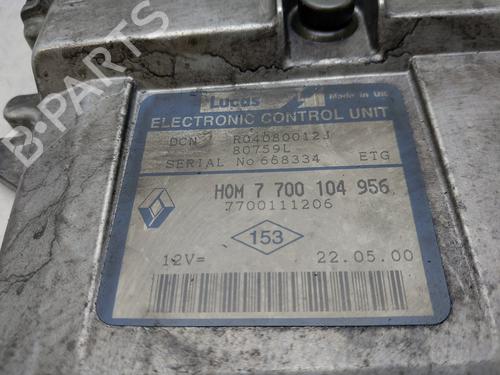 B-PARTS
Lucas Made in UK
ELECTRONIC CONTROL UNIT
DCN R04080012J
80759L
SERIAL No 668334 ETG
HOM 7 700 104 956
7700111206
153
12V= 22.05.00